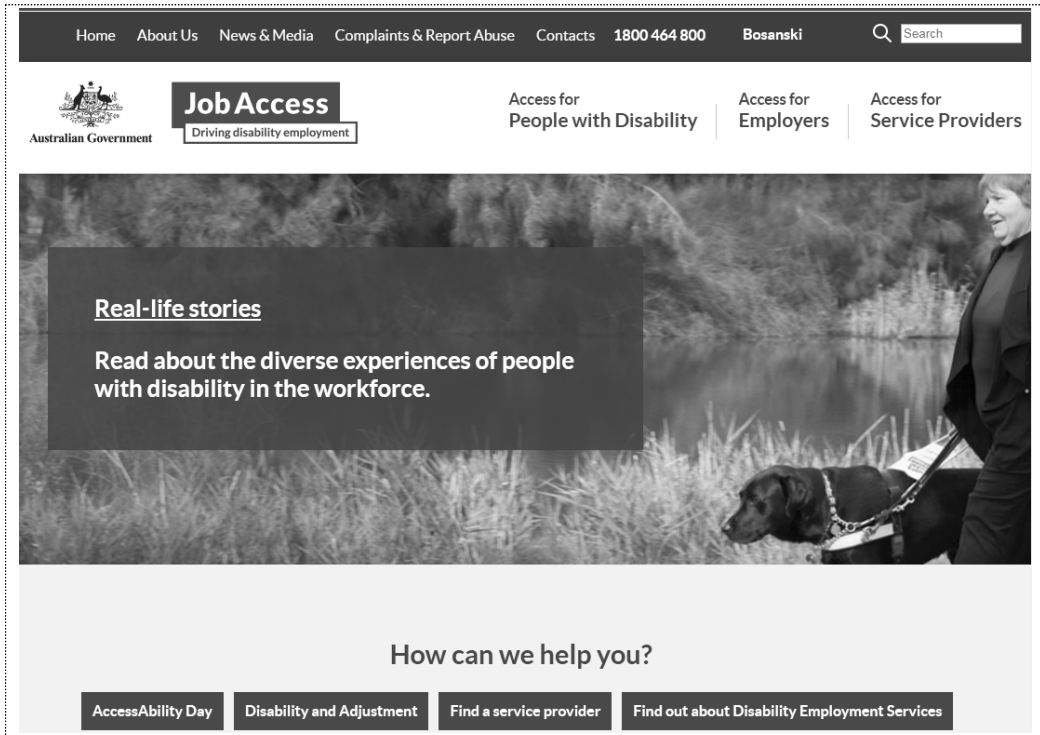 Home About Us News & Media Complaints & Report Abuse Contacts 1800 464 800 Bosanski Search
Australian Government
Job Access
Driving disability employment
Access for
People with Disability
Access for
Employers
Access for
Service Providers
Real-life stories
Read about the diverse experiences of people
with disability in the workforce.
How can we help you?
AccessAbility Day Disability and Adjustment Find a service provider Find out about Disability Employment Services